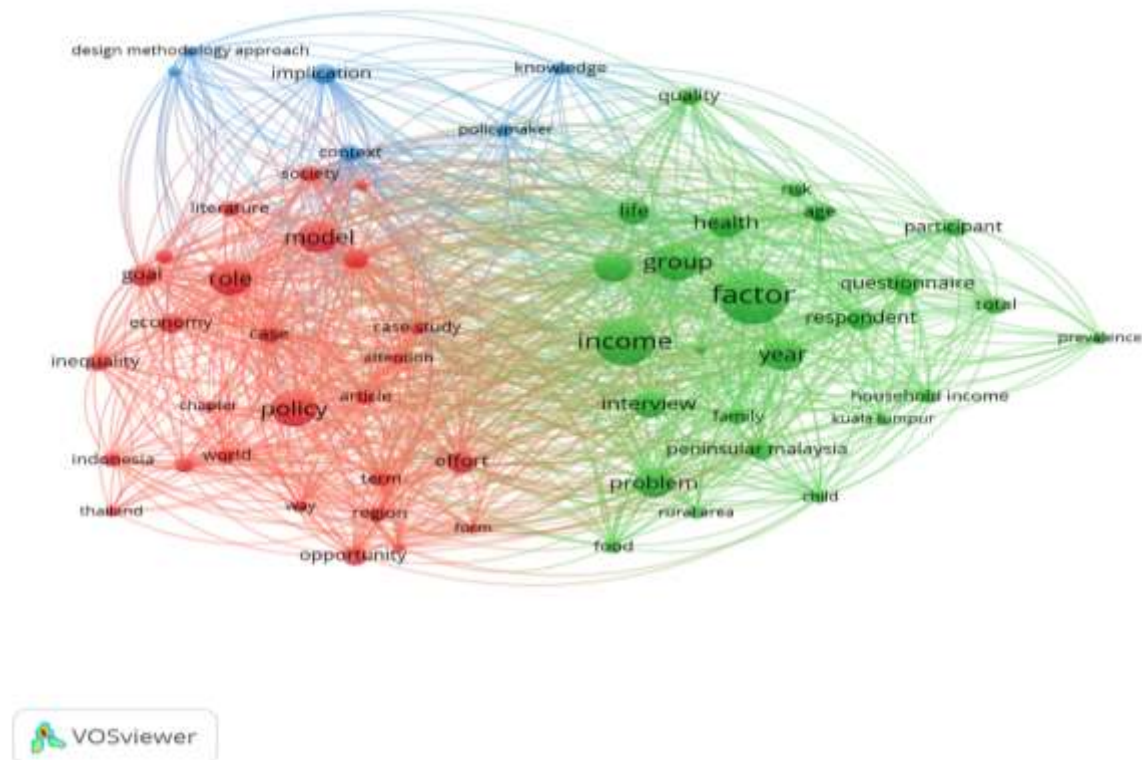 design methodology approach
implication
knowledge
quality
policymaker
context
society
literature
model
goal
role
economy
case
case study
attention
inequality
chapter
policy
article
indonesia
world
effort
term
thailand
way
region
form
opportunity
risk
life
age
health
participant
group
factor
questionnaire
total
respondent
income
year
prevalence
interview
family
household income
kuala lumpur
peninsular malaysia
problem
child
rural area
food
VOSviewer